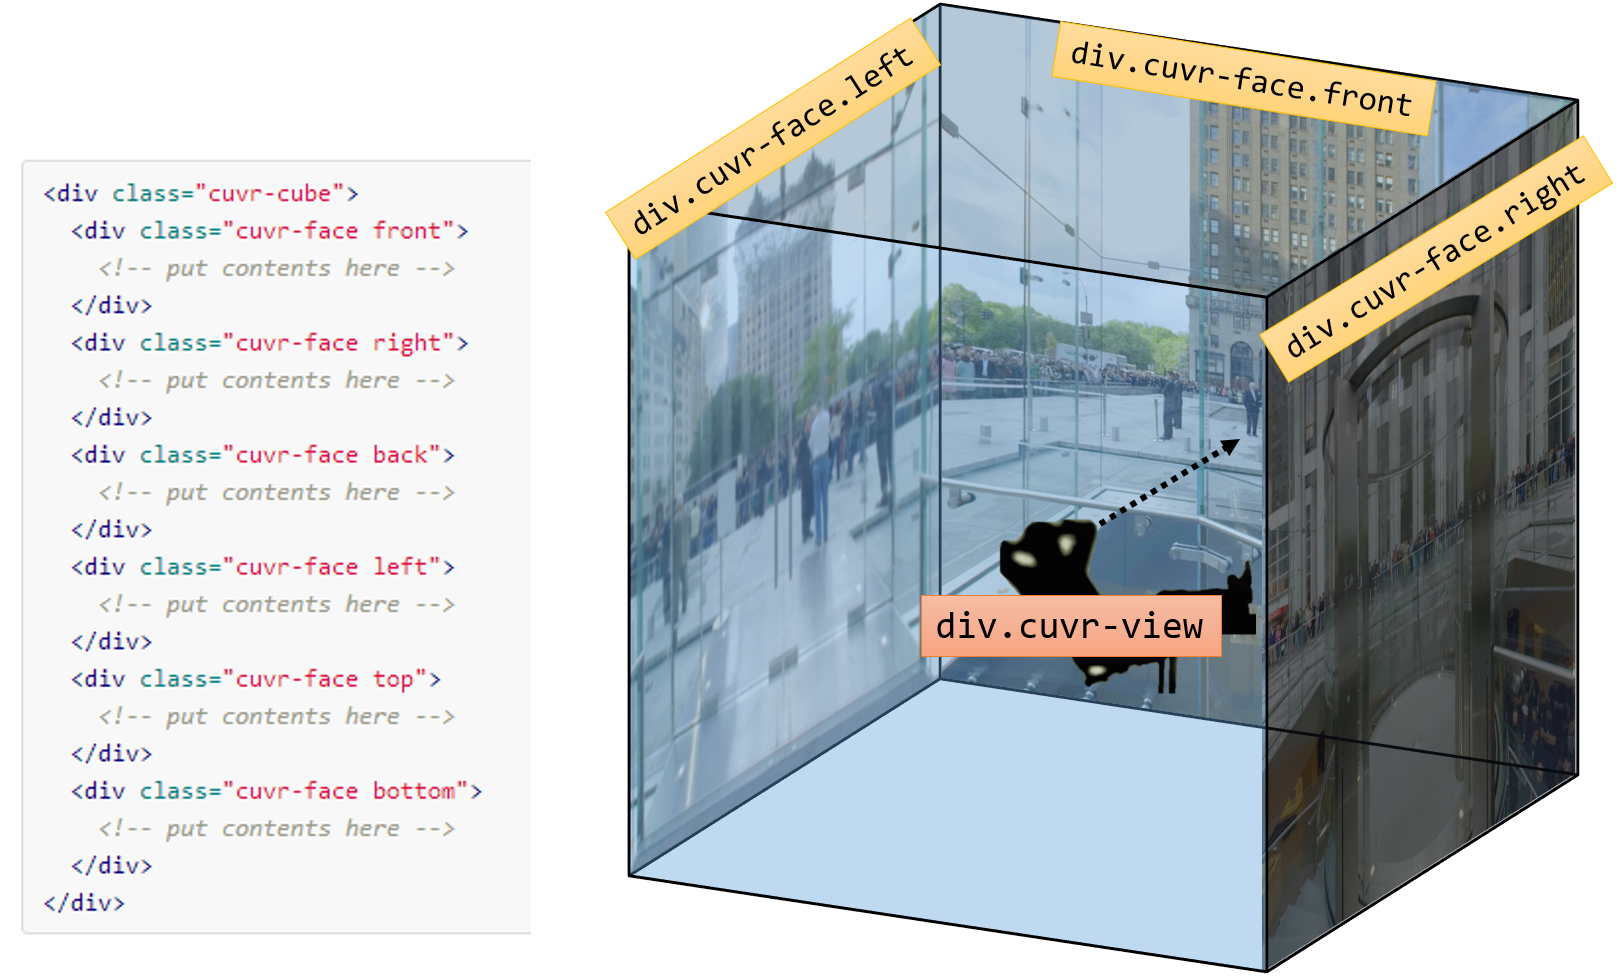 <div class="cuvr-cube">
<div class="cuvr-face front">
<!-- put contents here -->
</div>
<div class="cuvr-face right">
<!-- put contents here -->
</div>
<div class="cuvr-face back">
<!-- put contents here -->
</div>
<div class="cuvr-face left">
<!-- put contents here -->
</div>
<div class="cuvr-face top">
<!-- put contents here -->
</div>
<div class="cuvr-face bottom">
<!-- put contents here -->
</div>
</div>
div.cuvr-face.left
div.cuvr-face.front
div.cuvr-face.right
div.cuvr-view